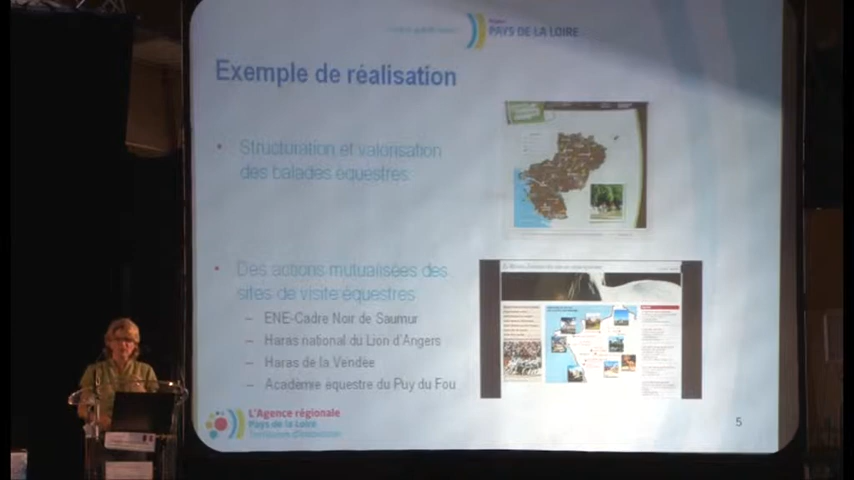 PAYS DE LA LOIRE
Exemple de réalisation
• Structuration et valorisation
des balades équestres
• Des actions mutualisées des
sites de visite équestres
– ENE-Cadre Noir de Saumur
– Haras national du Lion d'Angers
– Haras de la Vendée
– Académie équestre du Puy du Fou
L'Agence régionale
Pays de la Loire
5